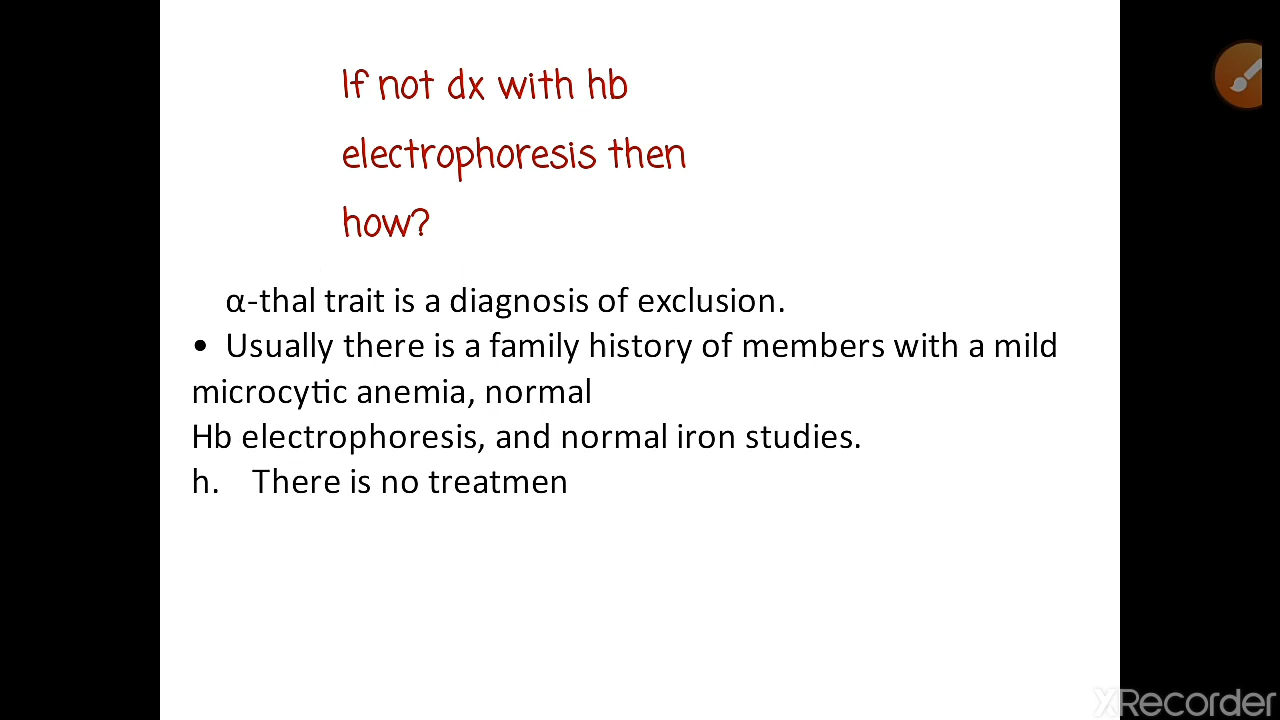 If not dx with hb
electrophoresis then
how?
α-thal trait is a diagnosis of exclusion.
• Usually there is a family history of members with a mild
microcytic anemia, normal
Hb electrophoresis, and normal iron studies.
h. There is no treatmen
XRecorder